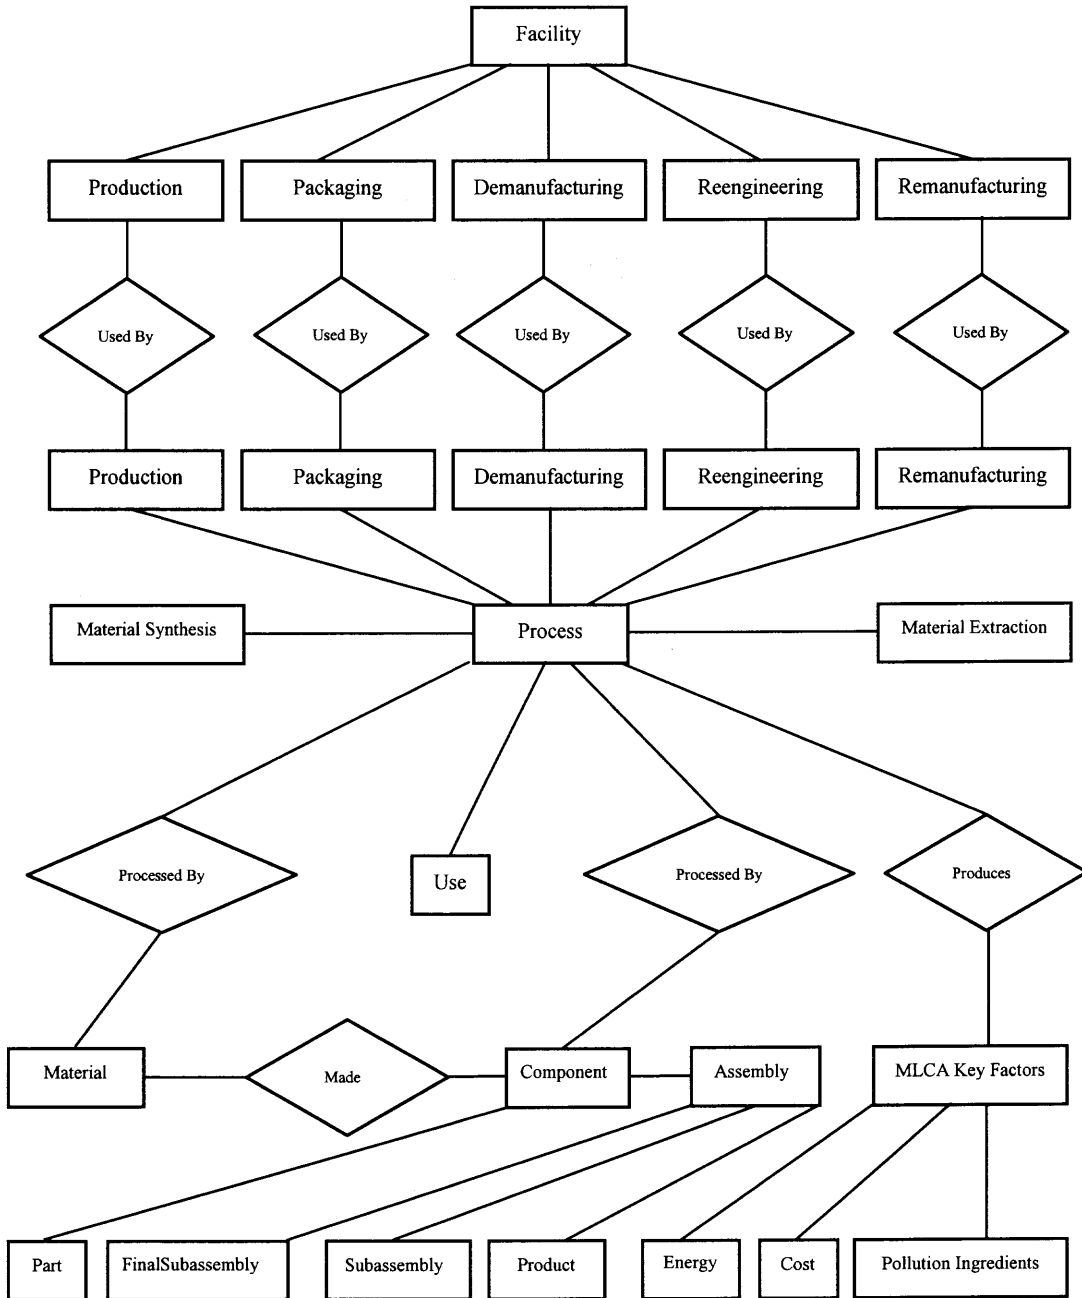 Facility
Production
Packaging
Demanufacturing
Reengineering
Remanufacturing
Used By
Used By
Used By
Used By
Used By
Production
Packaging
Demanufacturing
Reengineering
Remanufacturing
Material Synthesis
Process
Material Extraction
Processed By
Use
Processed By
Produces
Material
Made
Component
Assembly
MLCA Key Factors
Part
FinalSubassembly
Subassembly
Product
Energy
Cost
Pollution Ingredients